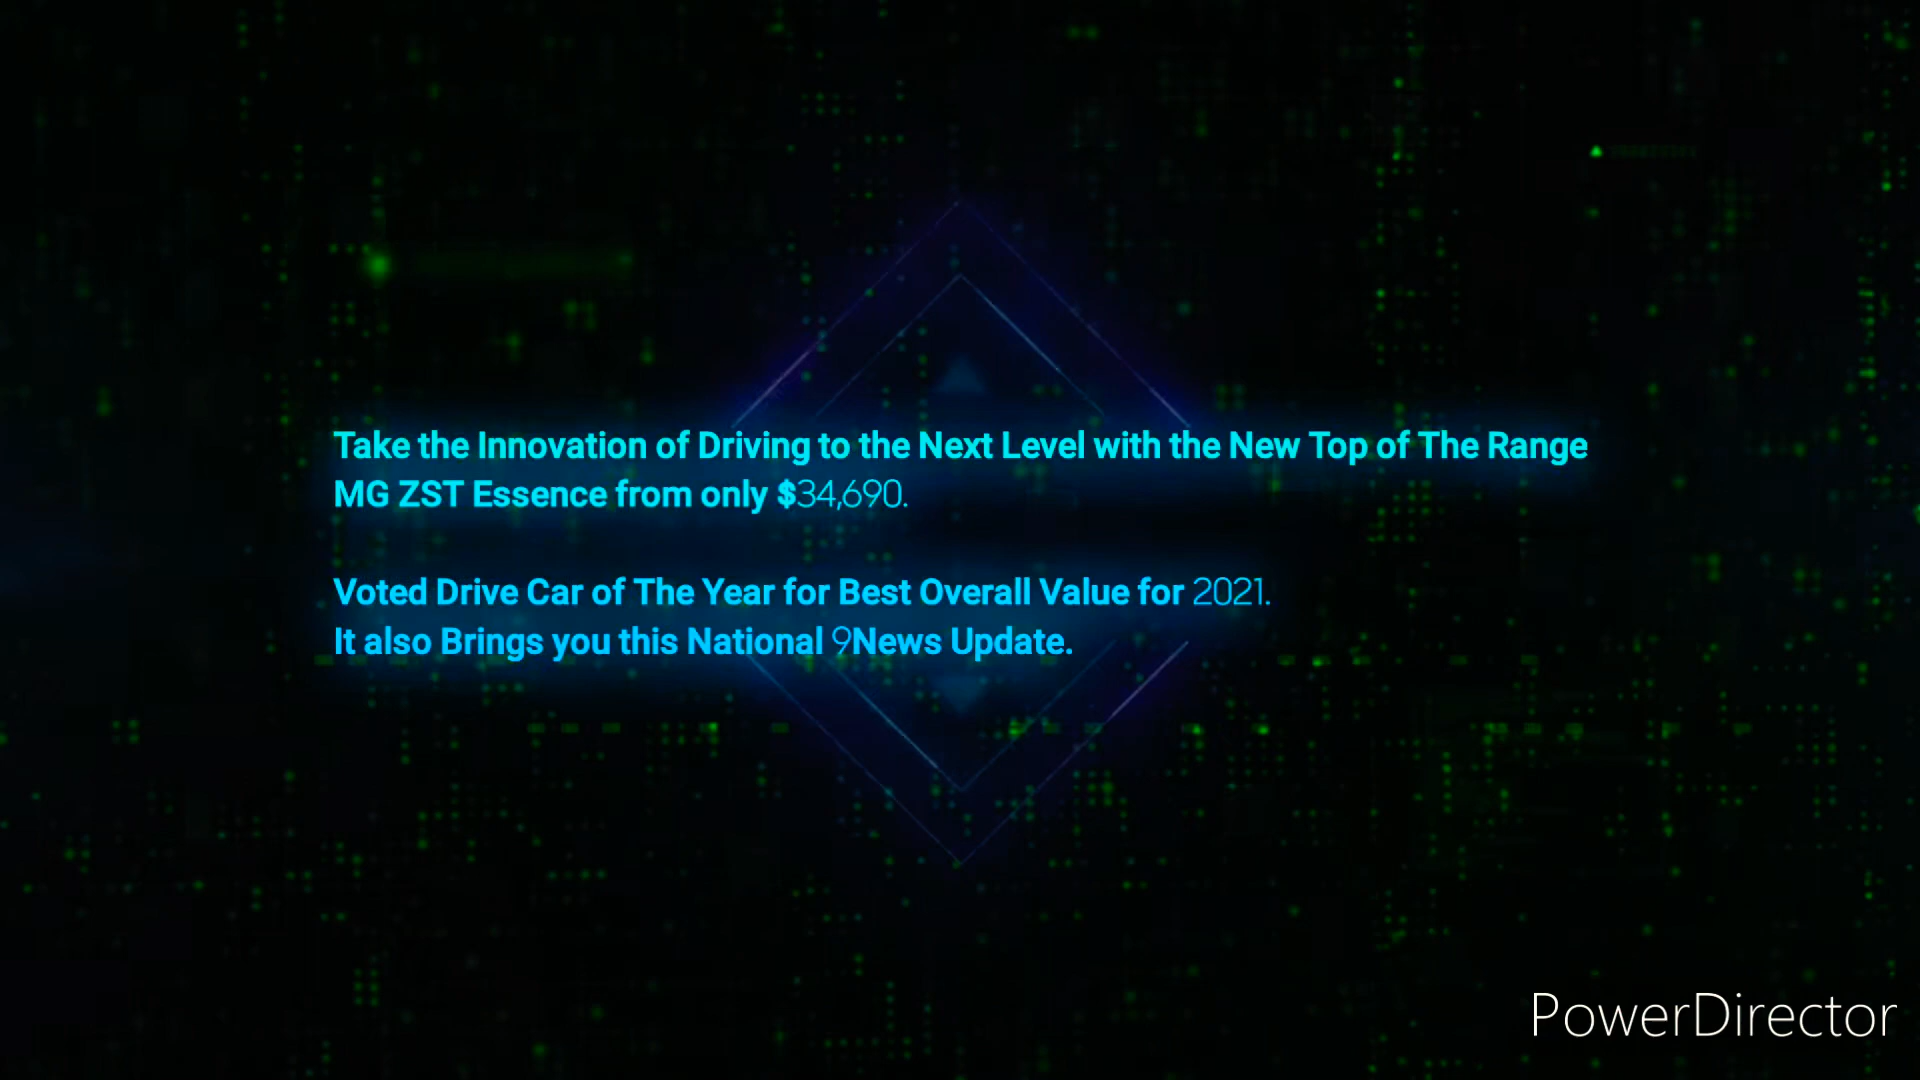 Take the Innovation of Driving to the Next Level with the New Top of The Range
MG ZST Essence from only $34,690.
Voted Drive Car of The Year for Best Overall Value for 2021.
It also Brings you this National 9News Update.
PowerDirector